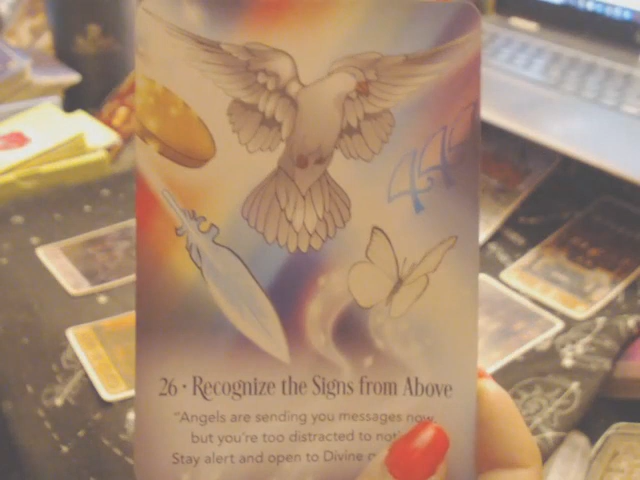 444
26 • Recognize the Signs from Above
"Angels are sending you messages now,
but you're too distracted to
Stay alert and open to Divine